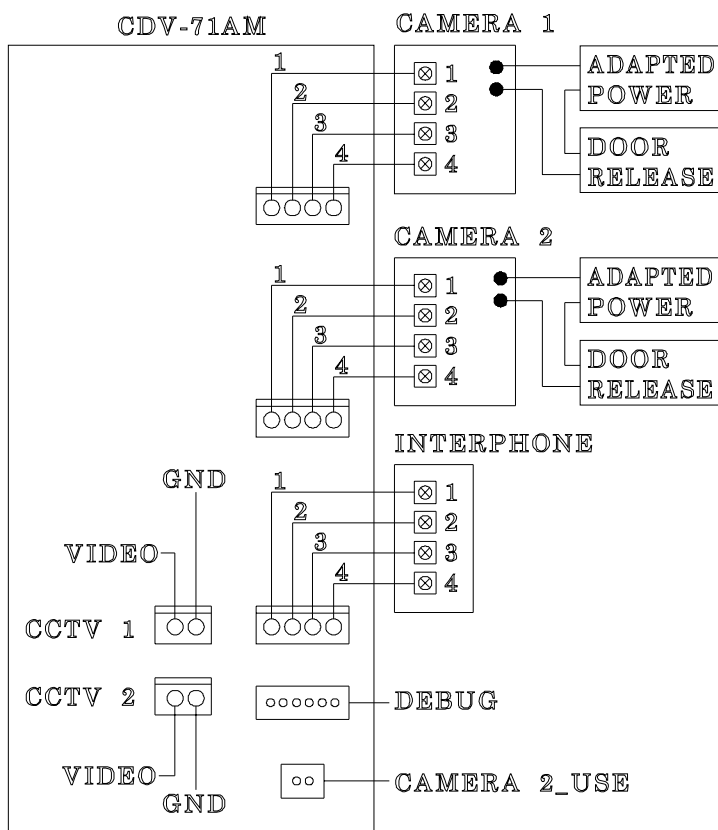 CDV-71AM
CAMERA 1
1
2
3
4
1
2
3
4
ADAPTED
POWER
DOOR
RELEASE
CAMERA 2
1
2
3
4
1
2
3
4
ADAPTED
POWER
DOOR
RELEASE
INTERPHONE
1
2
3
4
1
2
3
4
GND
VIDEO
CCTV 1
CCTV 2
VIDEO
GND
DEBUG
CAMERA 2_USE